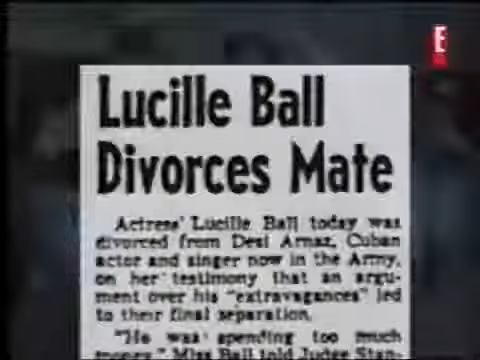 E
Lucille Ball
Divorces Mate
Actress' Lucille Ball today was
divorced from Desi Arnaz, Cuban
actor and singer now in the Army,
on her testimony that an argu-
ment over his "extravagances" led
to their final separation.
"He was spending too much
money," Miss Ball told Judge Stan-